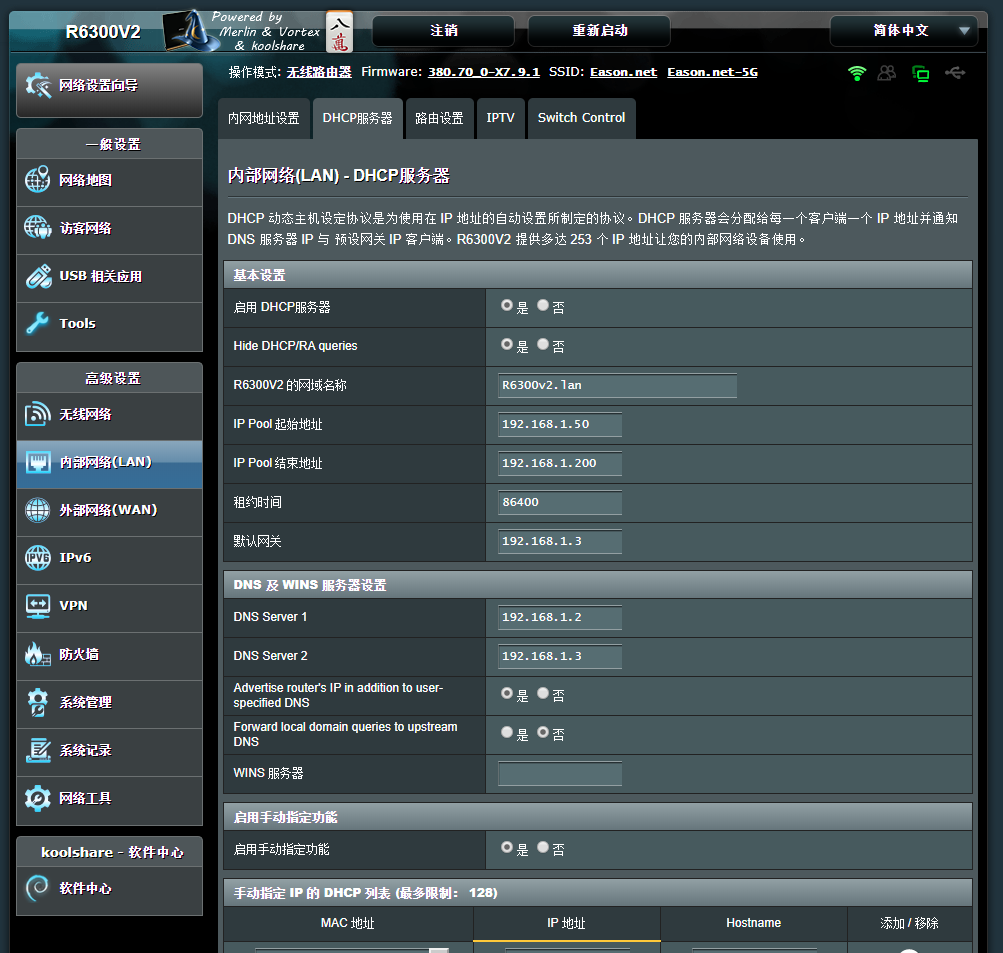 R6300V2
Powered by
Merlin & Vortex
& koolshare
八
萬
注销
重新启动
简体中文
操作模式: 无线路由器 Firmware: 380.70_0-X7.9.1 SSID: Eason.net Eason.net-5G
网络设置向导
一般设置
网络地图
访客网络
USB 相关应用
Tools
高级设置
无线网络
内部网络(LAN)
外部网络(WAN)
IPV6
IPv6
VPN
防火墙
系统管理
系统记录
网络工具
koolshare - 软件中心
软件中心
内网地址设置
DHCP服务器
路由设置
IPTV
Switch Control
内部网络(LAN) - DHCP服务器
DHCP 动态主机设定协议是为使用在 IP 地址的自动设置所制定的协议。DHCP 服务器会分配给每一个客户端一个 IP 地址并通知
DNS 服务器 IP 与 预设网关 IP 客户端。R6300V2 提供多达 253 个 IP 地址让您的内部网络设备使用。
基本设置
启用 DHCP服务器 是 否
Hide DHCP/RA queries 是 否
R6300V2 的网域名称 R6300v2.lan
IP Pool 起始地址 192.168.1.50
IP Pool 结束地址 192.168.1.200
租约时间 86400
默认网关 192.168.1.3
DNS 及 WINS 服务器设置
DNS Server 1 192.168.1.2
DNS Server 2 192.168.1.3
Advertise router's IP in addition to user-
specified DNS 是 否
Forward local domain queries to upstream
DNS 是 否
WINS 服务器
启用手动指定功能
启用手动指定功能 是 否
手动指定 IP 的 DHCP 列表 (最多限制： 128)
MAC 地址 IP 地址 Hostname 添加 / 移除